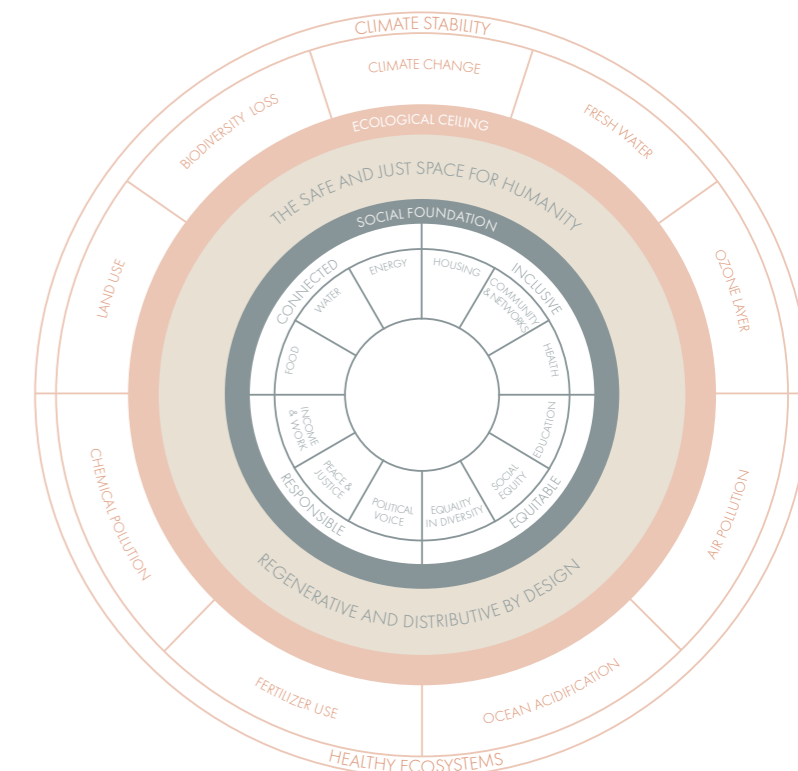 CLIMATE STABILITY
CLIMATE CHANGE
BIODIVERSITY LOSS
FRESH WATER
ECOLOGICAL CEILING
THE SAFE AND JUST SPACE FOR HUMANITY
SOCIAL FOUNDATION
LAND USE
OZONE LAYER
CONNECTED
INCLUSIVE
ENERGY
HOUSING
WATER
COMMUNITY
& NETWORKS
FOOD
HEALTH
INCOME
& WORK
EDUCATION
PEACE &
JUSTICE
SOCIAL
EQUITY
POLITICAL
VOICE
EQUALITY
IN DIVERSITY
RESPONSIBLE
EQUITABLE
CHEMICAL POLLUTION
AIR POLLUTION
REGENERATIVE AND DISTRIBUTIVE BY DESIGN
FERTILIZER USE
OCEAN ACIDIFICATION
HEALTHY ECOSYSTEMS